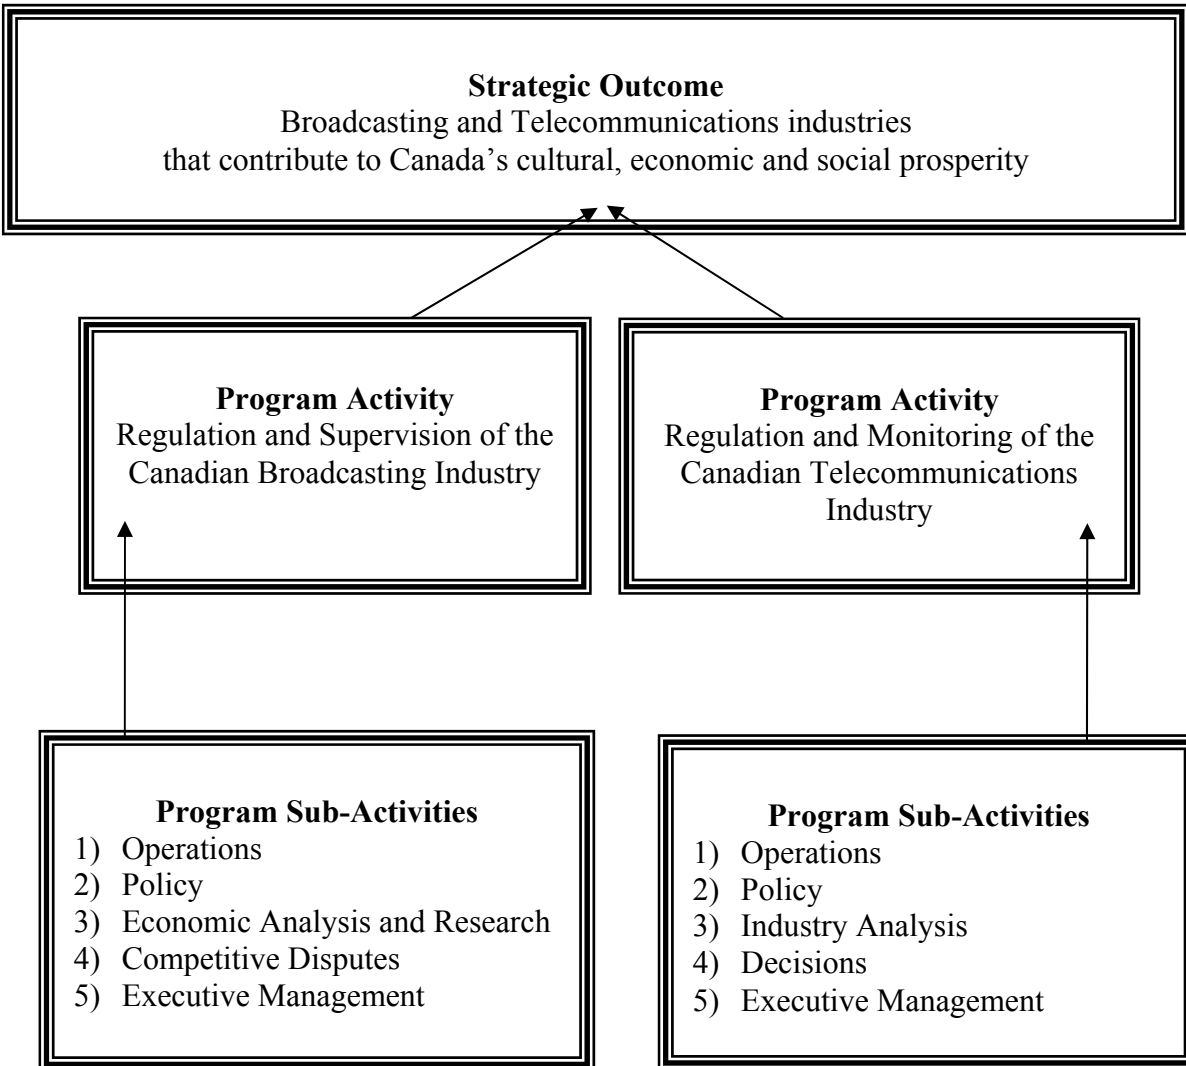 Strategic Outcome
Broadcasting and Telecommunications industries
that contribute to Canada’s cultural, economic and social prosperity
Program Activity
Regulation and Supervision of the
Canadian Broadcasting Industry
Program Activity
Regulation and Monitoring of the
Canadian Telecommunications
Industry
Program Sub-Activities
1) Operations
2) Policy
3) Economic Analysis and Research
4) Competitive Disputes
5) Executive Management
Program Sub-Activities
1) Operations
2) Policy
3) Industry Analysis
4) Decisions
5) Executive Management